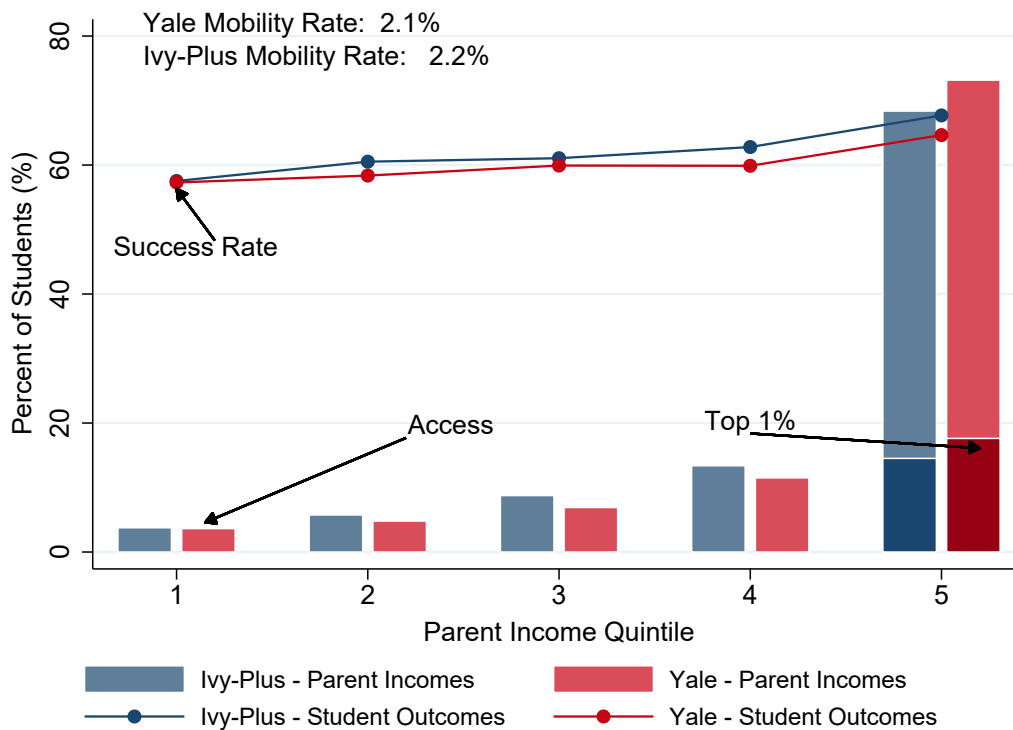 Yale Mobility Rate: 2.1%
Ivy-Plus Mobility Rate: 2.2%
Percent of Students (%)
80
60
40
20
0
Success Rate
Access
Top 1%
1 2 3 4 5
Parent Income Quintile
Ivy-Plus - Parent Incomes
Yale - Parent Incomes
Ivy-Plus - Student Outcomes
Yale - Student Outcomes